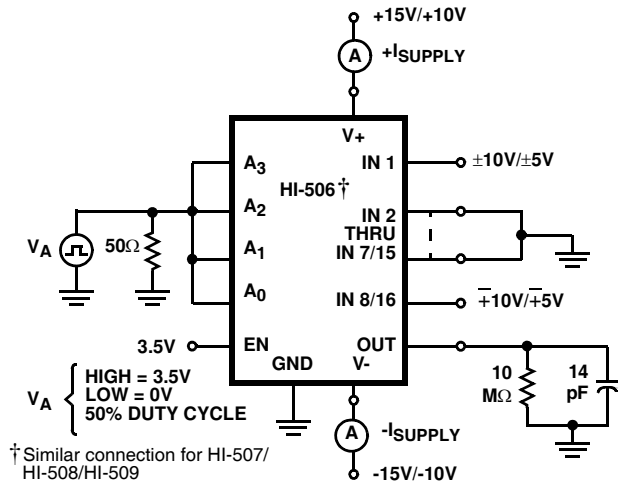 +15V/+10V
A
+ISUPPLY
V+
A3
IN 1
±10V/±5V
HI-506†
A2
IN 2
THRU
VA
50Ω
A1
IN 7/15
A0
IN 8/16
∓10V/∓5V
3.5V
EN
OUT
GND
V-
10
MΩ
14
pF
VA
HIGH = 3.5V
LOW = 0V
50% DUTY CYCLE
A
-ISUPPLY
†Similar connection for HI-507/
HI-508/HI-509
-15V/-10V